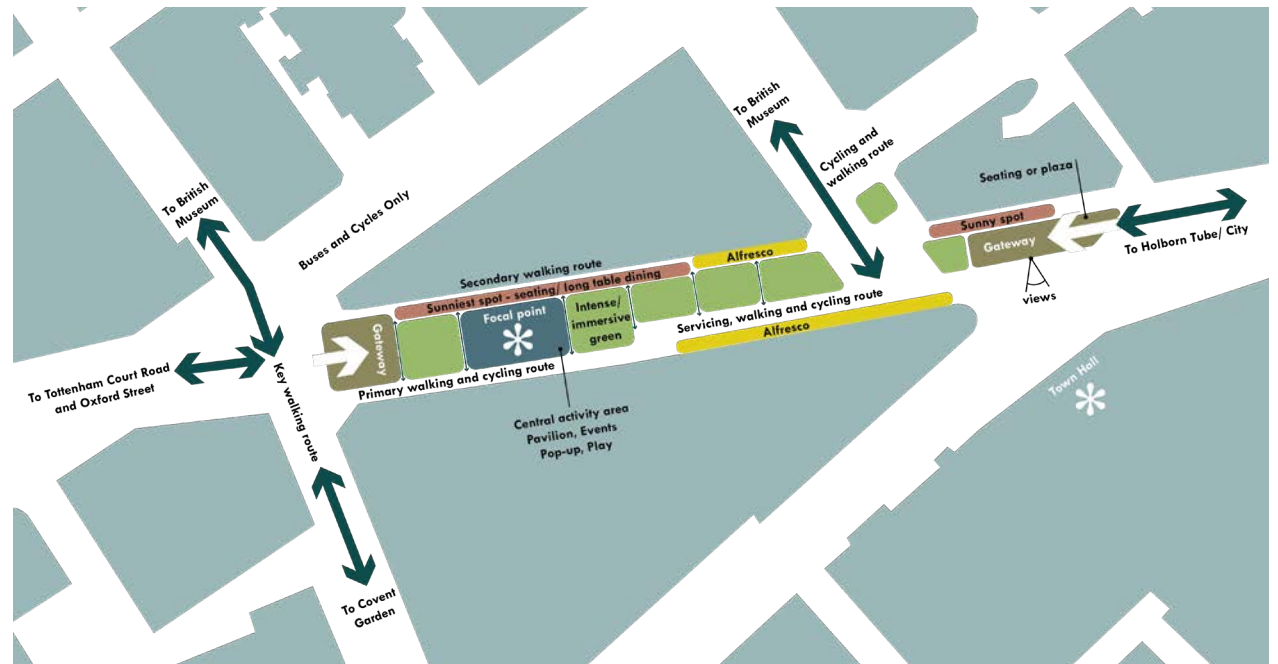 To British
Museum
Cycling and
walking route
Seating or plaza
To British
Museum
Buses and Cycles Only
Sunny spot
Gateway
To Holborn Tube/ City
views
Secondary walking route
Alfresco
Sunniest spot - seating/ long table dining
Gateway
Focal point
Intense/
immersive
green
Servicing, walking and cycling route
Alfresco
Primary walking and cycling route
To Tottenham Court Road
and Oxford Street
Key walking route
Central activity area
Pavilion, Events
Pop-up, Play
Town Hall
To Covent
Garden